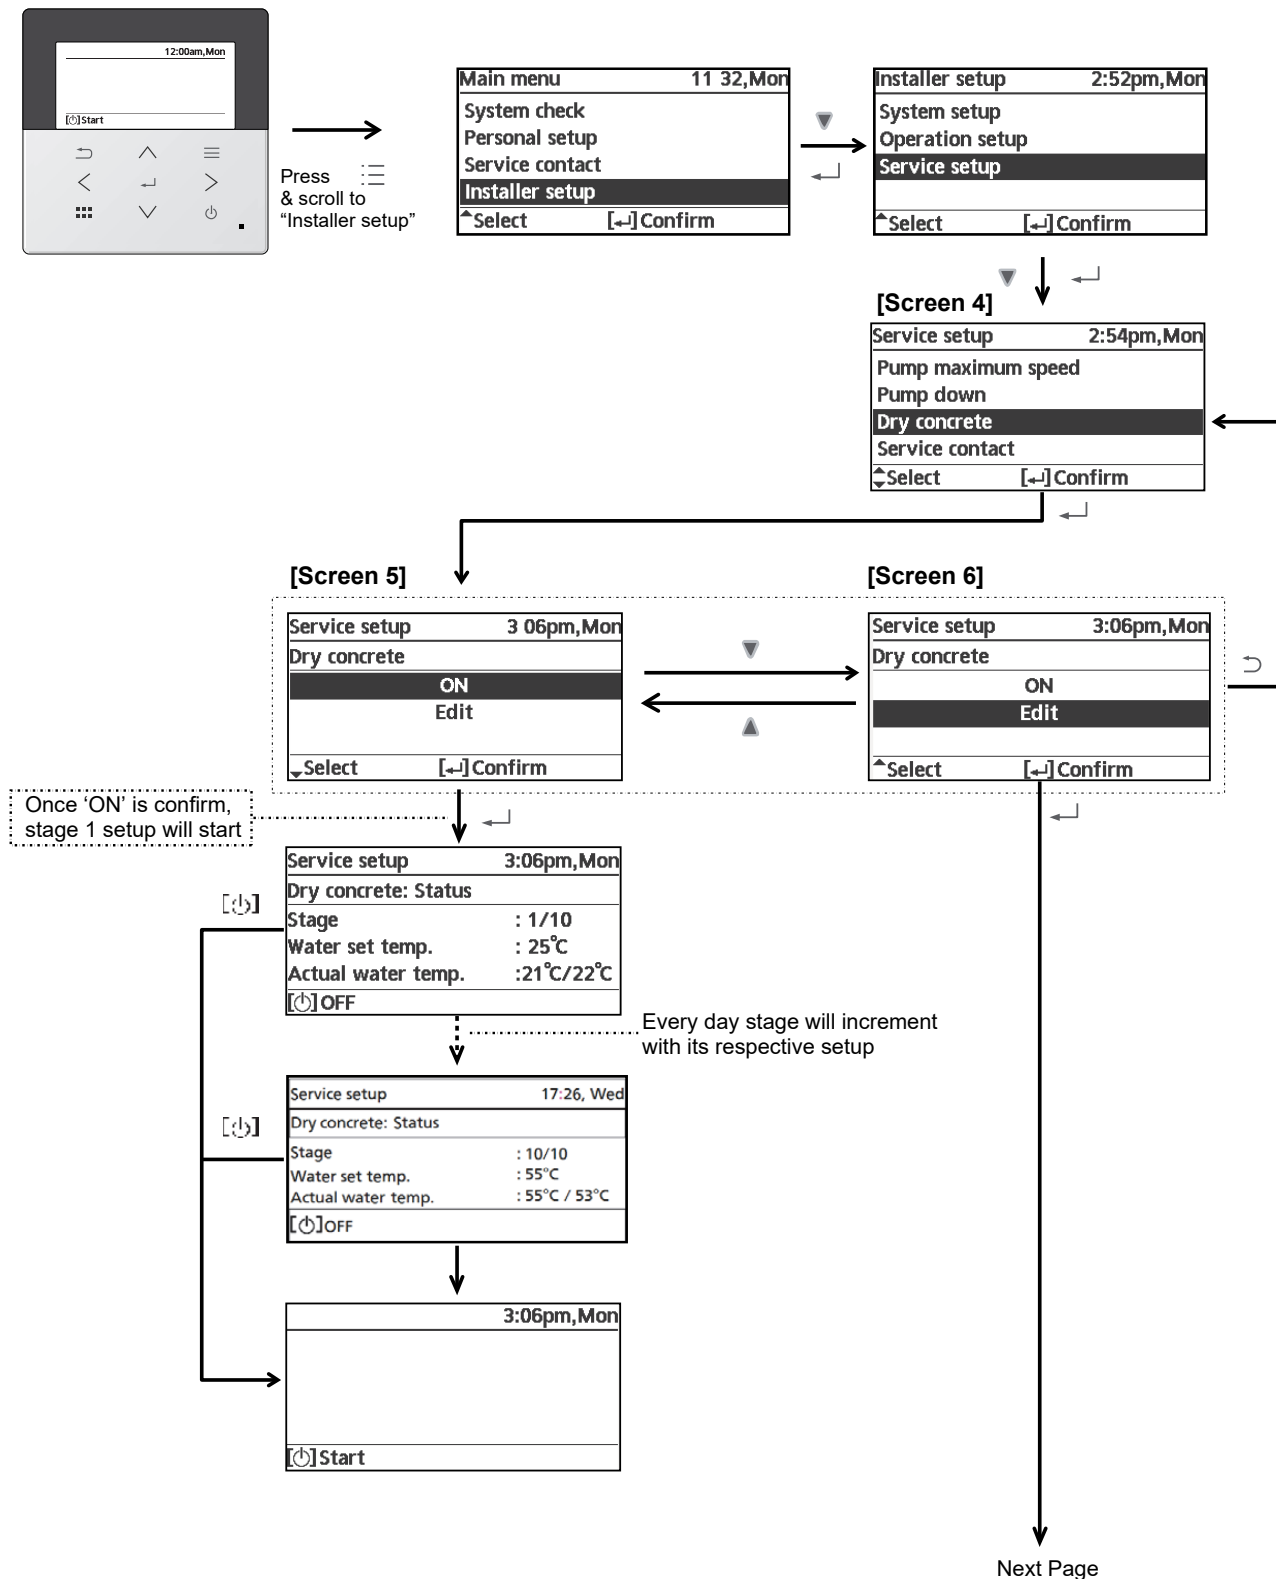 12:00am,Mon
[⏻]Start
Press
& scroll to
“Installer setup”
Main menu 11 32,Mon
System check
Personal setup
Service contact
Installer setup
Select [↵]Confirm
Installer setup 2:52pm,Mon
System setup
Operation setup
Service setup
Select [↵]Confirm
[Screen 4]
Service setup 2:54pm,Mon
Pump maximum speed
Pump down
Dry concrete
Service contact
Select [↵]Confirm
[Screen 5]
Service setup 3 06pm,Mon
Dry concrete
ON
Edit
Select [↵]Confirm
[Screen 6]
Service setup 3:06pm,Mon
Dry concrete
ON
Edit
Select [↵]Confirm
Once ‘ON’ is confirm,
stage 1 setup will start
Service setup 3:06pm,Mon
Dry concrete: Status
Stage : 1/10
Water set temp. : 25°C
Actual water temp. :21°C/22°C
[⏻]OFF
[⏻]
Every day stage will increment
with its respective setup
Service setup 17:26, Wed
Dry concrete: Status
Stage : 10/10
Water set temp. : 55°C
Actual water temp. : 55°C / 53°C
[⏻]OFF
[⏻]
3:06pm,Mon
[⏻]Start
Next Page